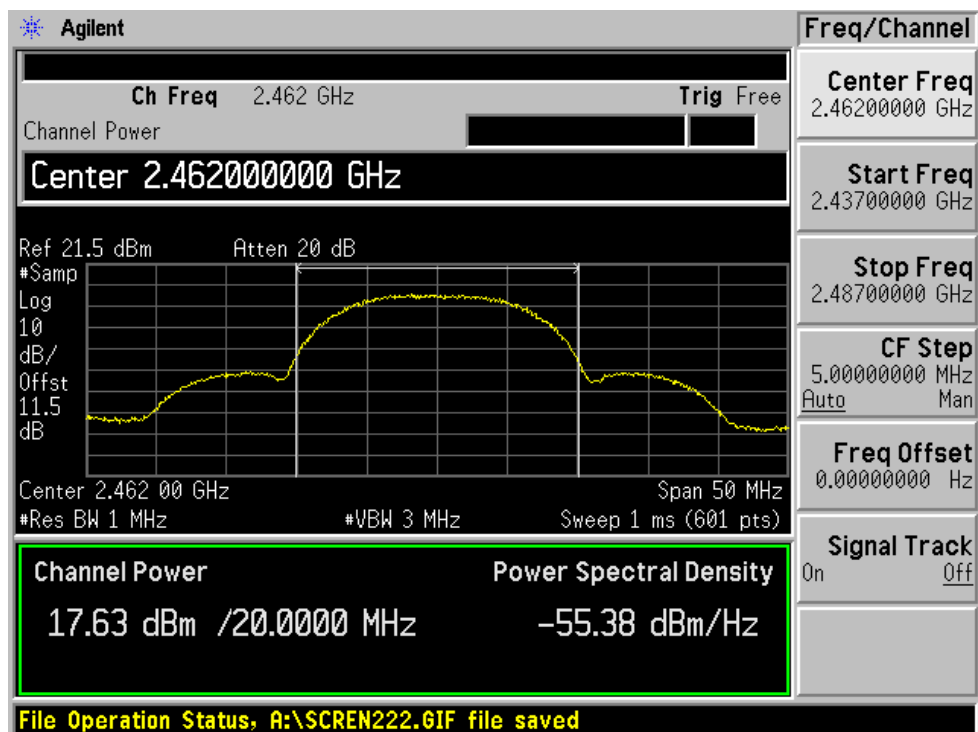 Agilent
Freq/Channel
Ch Freq 2.462 GHz Trig Free
Channel Power
Center 2.462000000 GHz
Ref 21.5 dBm Atten 20 dB
#Samp
Log
10
dB/
Offst
11.5
dB
Center 2.462 00 GHz Span 50 MHz
#Res BW 1 MHz #VBW 3 MHz Sweep 1 ms (601 pts)
Channel Power Power Spectral Density
17.63 dBm /20.0000 MHz -55.38 dBm/Hz
File Operation Status, A:\SCREN222.GIF file saved
Center Freq
2.46200000 GHz
Start Freq
2.43700000 GHz
Stop Freq
2.48700000 GHz
CF Step
5.00000000 MHz
Auto Man
Freq Offset
0.00000000 Hz
Signal Track
On Off